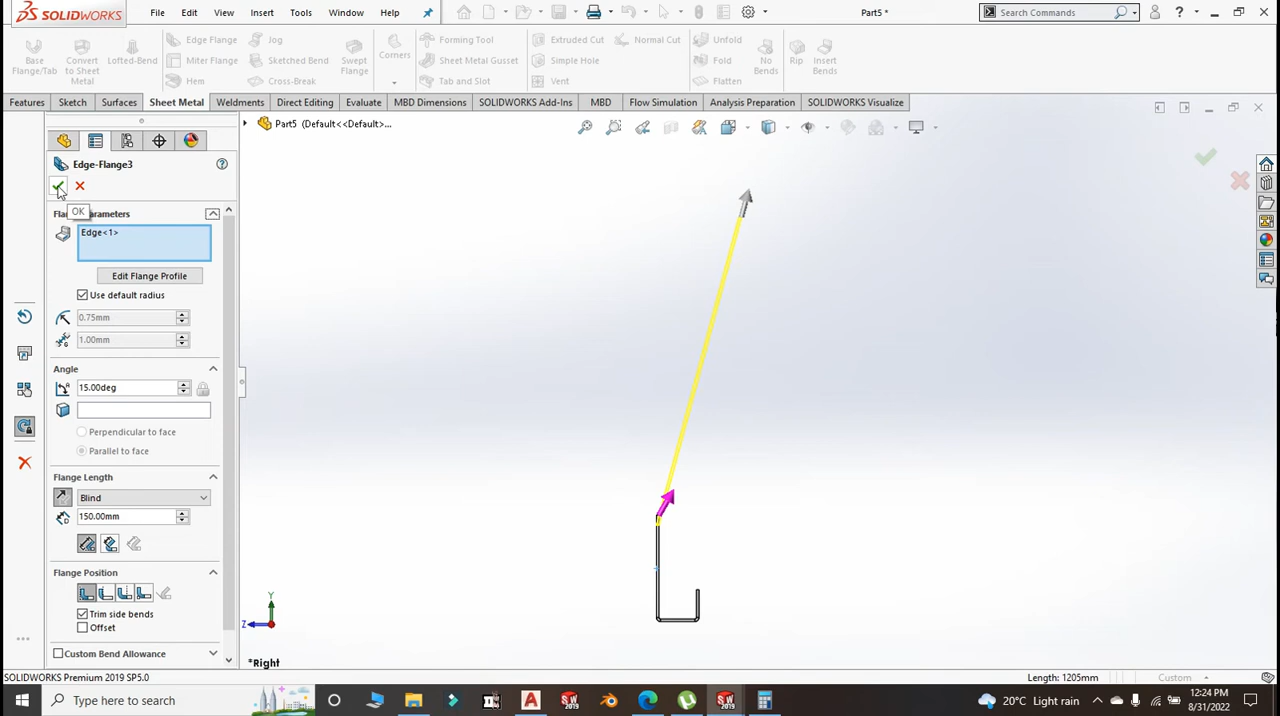 SOLIDWORKS
File Edit View Insert Tools Window Help
Part5 *
Search Commands
Base Flange/Tab
Convert to Sheet Metal
Lofted-Bend
Edge Flange
Miter Flange
Hem
Jog
Sketched Bend
Cross-Break
Swept Flange
Corners
Forming Tool
Sheet Metal Gusset
Tab and Slot
Extruded Cut
Simple Hole
Vent
Normal Cut
Unfold
Fold
Flatten
No Bends
Rip
Insert Bends
Features Sketch Surfaces Sheet Metal Weldments Direct Editing Evaluate MBD Dimensions SOLIDWORKS Add-Ins MBD Flow Simulation Analysis Preparation SOLIDWORKS Visualize
Part5 (Default<<Default>...
Edge-Flange3
OK
Edge<1>
Edit Flange Profile
Use default radius
0.75mm
1.00mm
Angle
15.00deg
Perpendicular to face
Parallel to face
Flange Length
Blind
150.00mm
Flange Position
Trim side bends
Offset
Custom Bend Allowance
Y
Z
*Right
SOLIDWORKS Premium 2019 SP5.0
Length: 1205mm
Custom
Type here to search
20°C Light rain
12:24 PM
8/31/2022